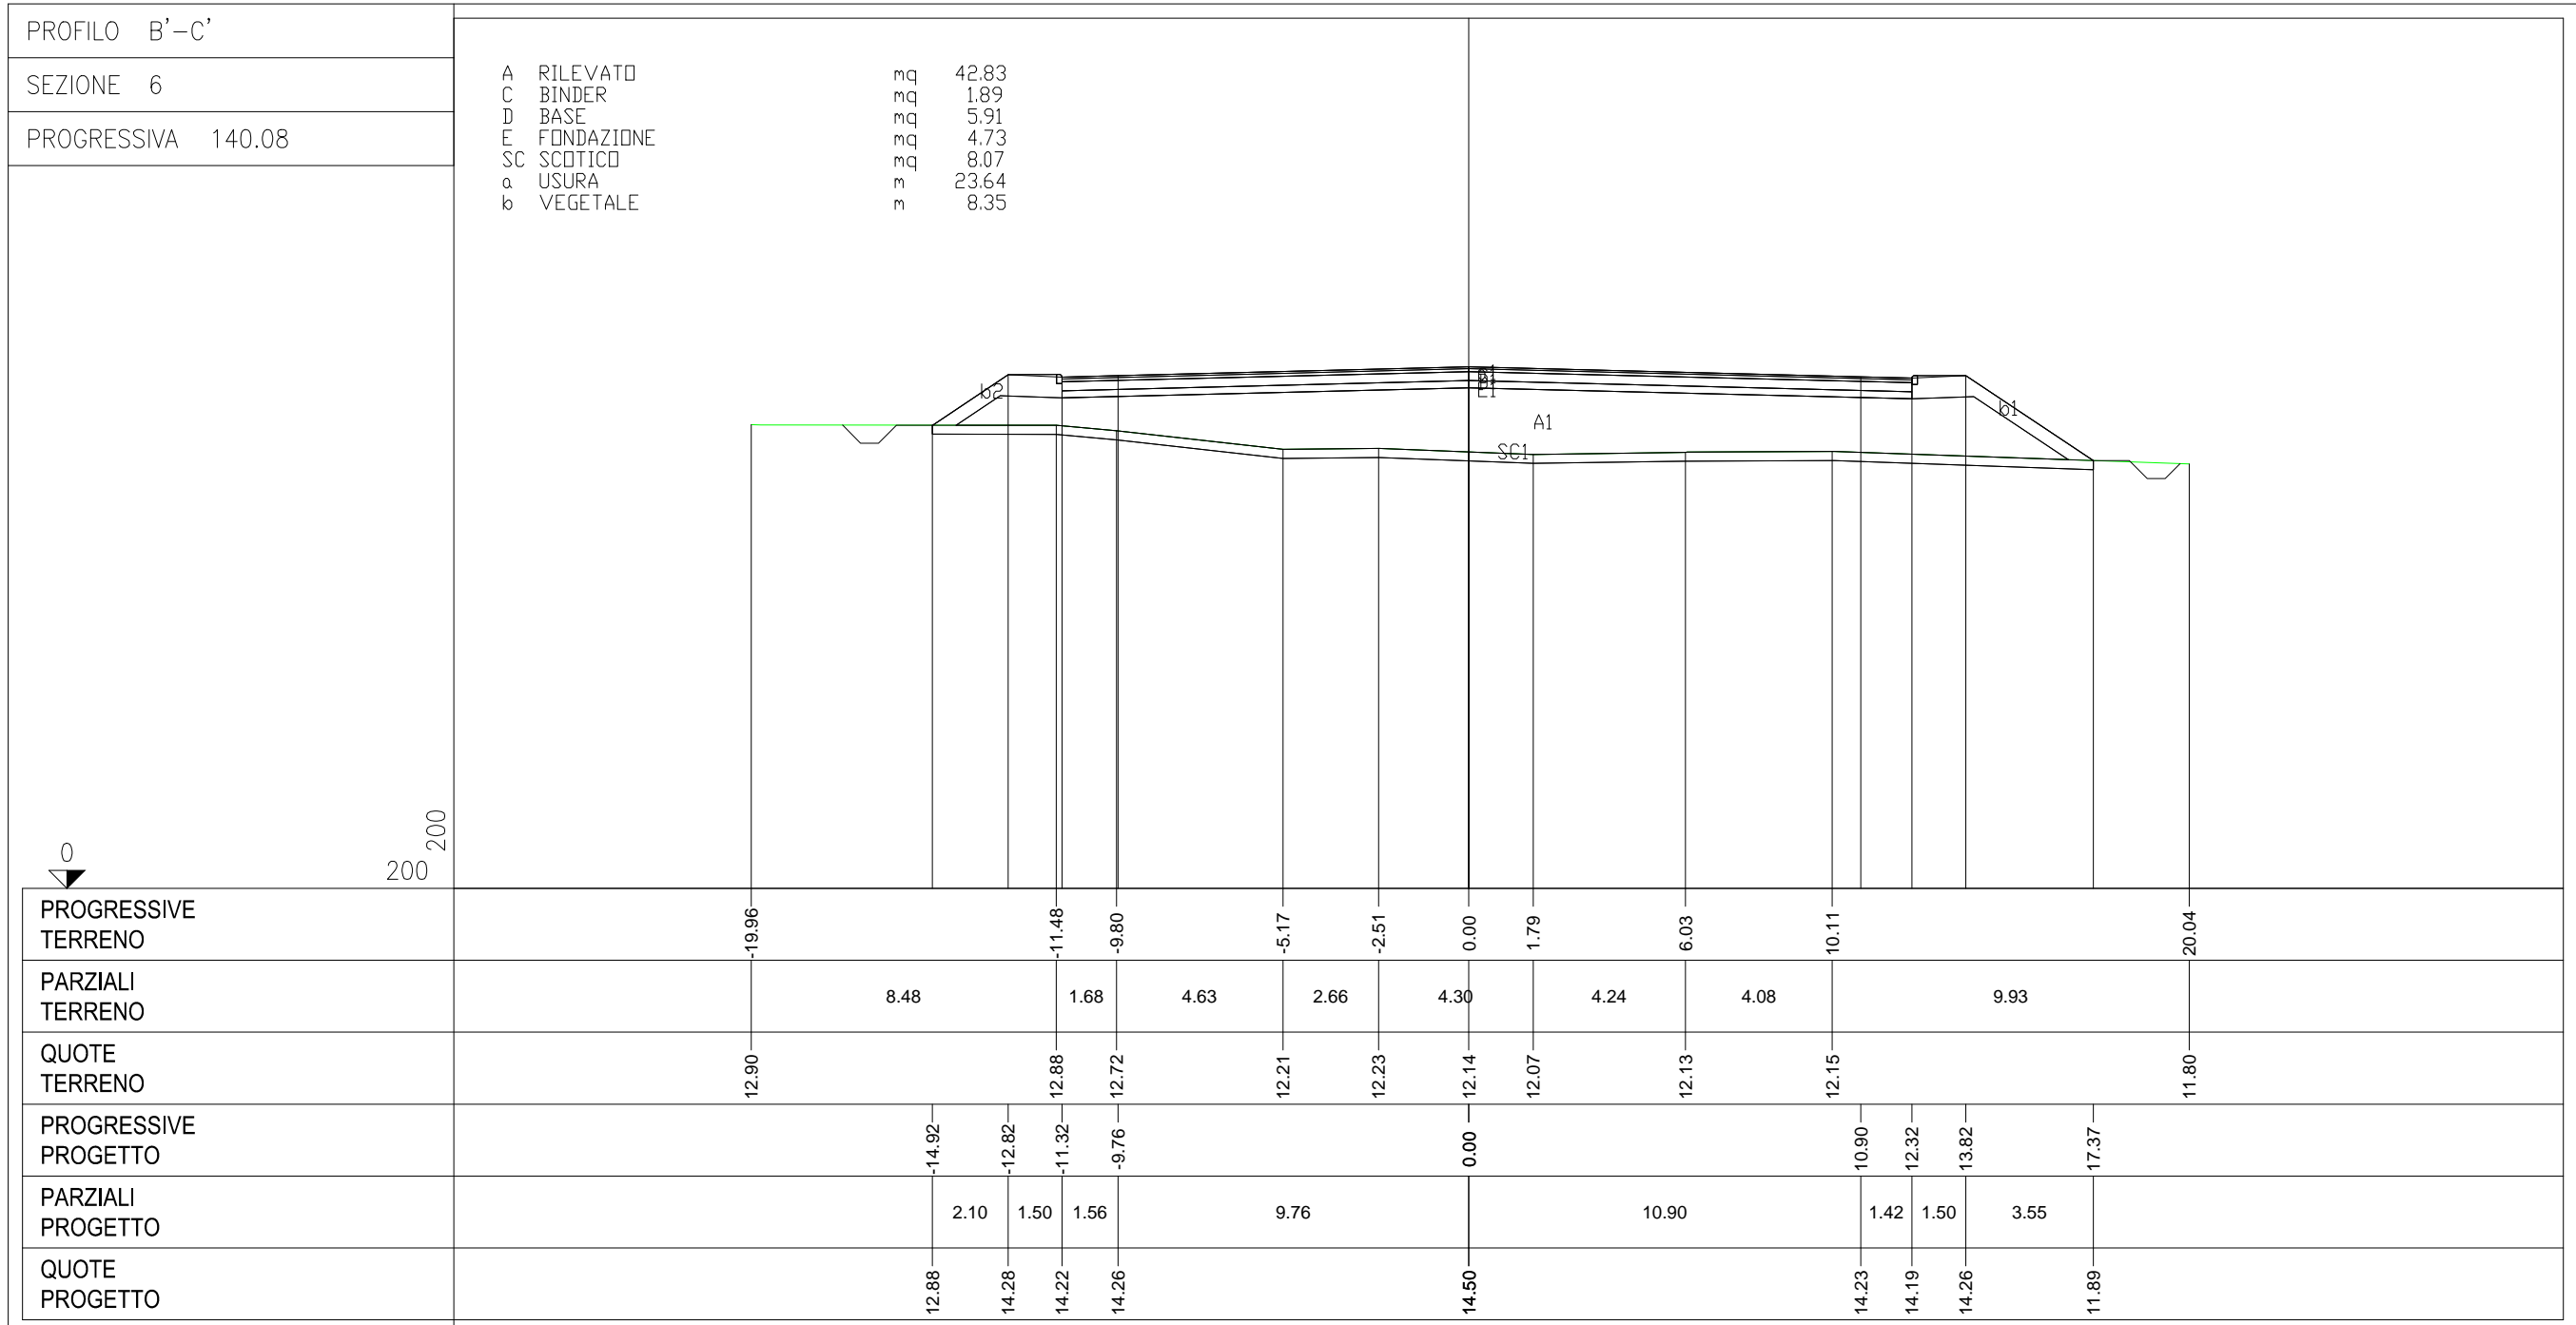 PROFILO B'-C'
SEZIONE 6
PROGRESSIVA 140.08
A RILEVATO mq 42.83
C BINDER mq 1.89
D BASE mq 5.91
E FONDAZIONE mq 4.73
SC SCOTICO mq 8.07
a USURA m 23.64
b VEGETALE m 8.35
b2
E1
A1
SC1
b1
0
200
200
PROGRESSIVE
TERRENO
-19.96 -11.48 -9.80 -5.17 -2.51 0.00 1.79 6.03 10.11 20.04
PARZIALI
TERRENO
8.48 1.68 4.63 2.66 4.30 4.24 4.08 9.93
QUOTE
TERRENO
12.90 12.88 12.72 12.21 12.23 12.14 12.07 12.13 12.15 11.80
PROGRESSIVE
PROGETTO
-14.92 -12.82 -11.32 -9.76 0.00 10.90 12.32 13.82 17.37
PARZIALI
PROGETTO
2.10 1.50 1.56 9.76 10.90 1.42 1.50 3.55
QUOTE
PROGETTO
12.88 14.28 14.22 14.26 14.50 14.23 14.19 14.26 11.89